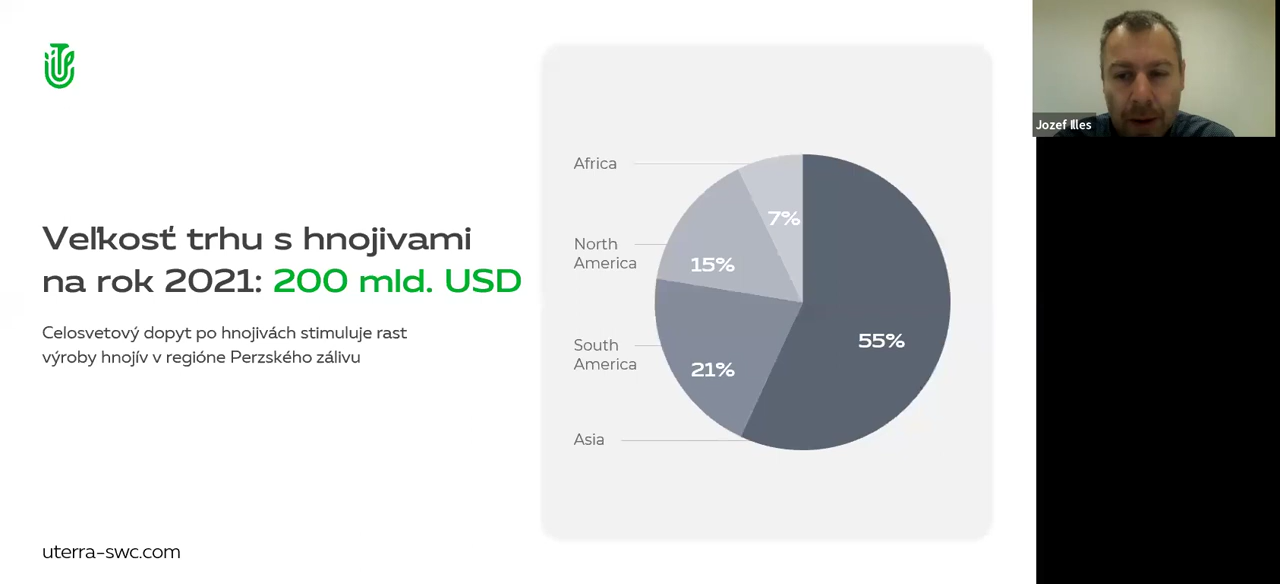 Veľkosť trhu s hnojivami
na rok 2021: 200 mld. USD
Celosvetový dopyt po hnojivách stimuluje rast
výroby hnojív v regióne Perzského zálivu
uterra-swc.com
Africa
North
America
South
America
Asia
7%
15%
21%
55%
Jozef Illes